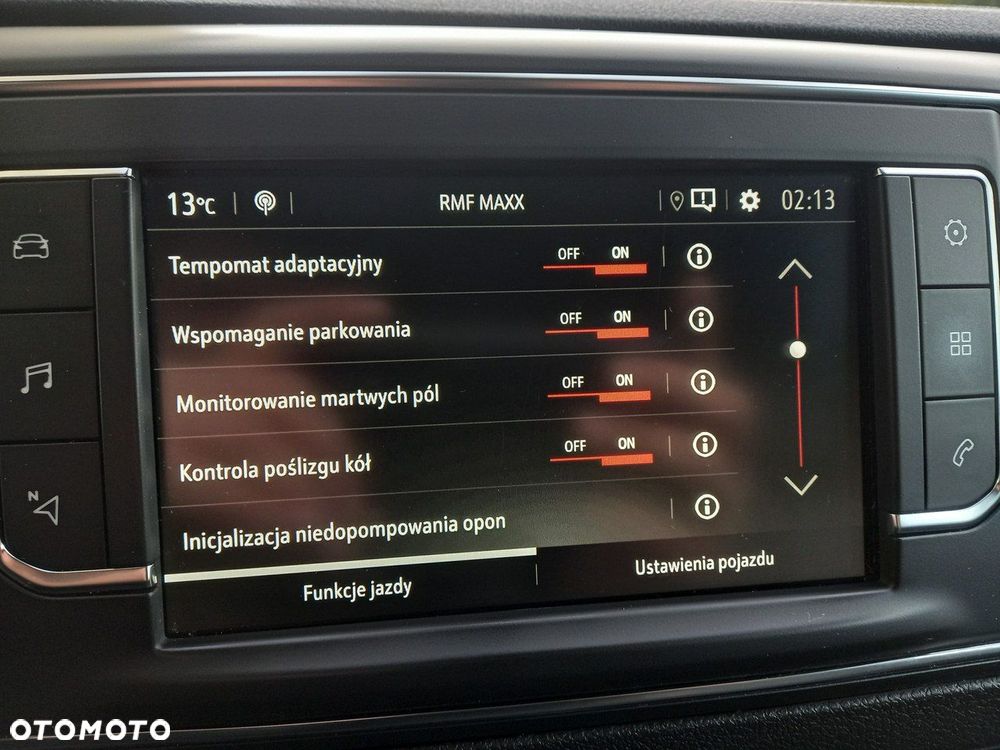 13°C RMF MAXX 02:13
Tempomat adaptacyjny OFF ON
Wspomaganie parkowania OFF ON
Monitorowanie martwych pól OFF ON
Kontrola poślizgu kół OFF ON
Inicjalizacja niedopompowania opon
Funkcje jazdy Ustawienia pojazdu
N
OTOMOTO